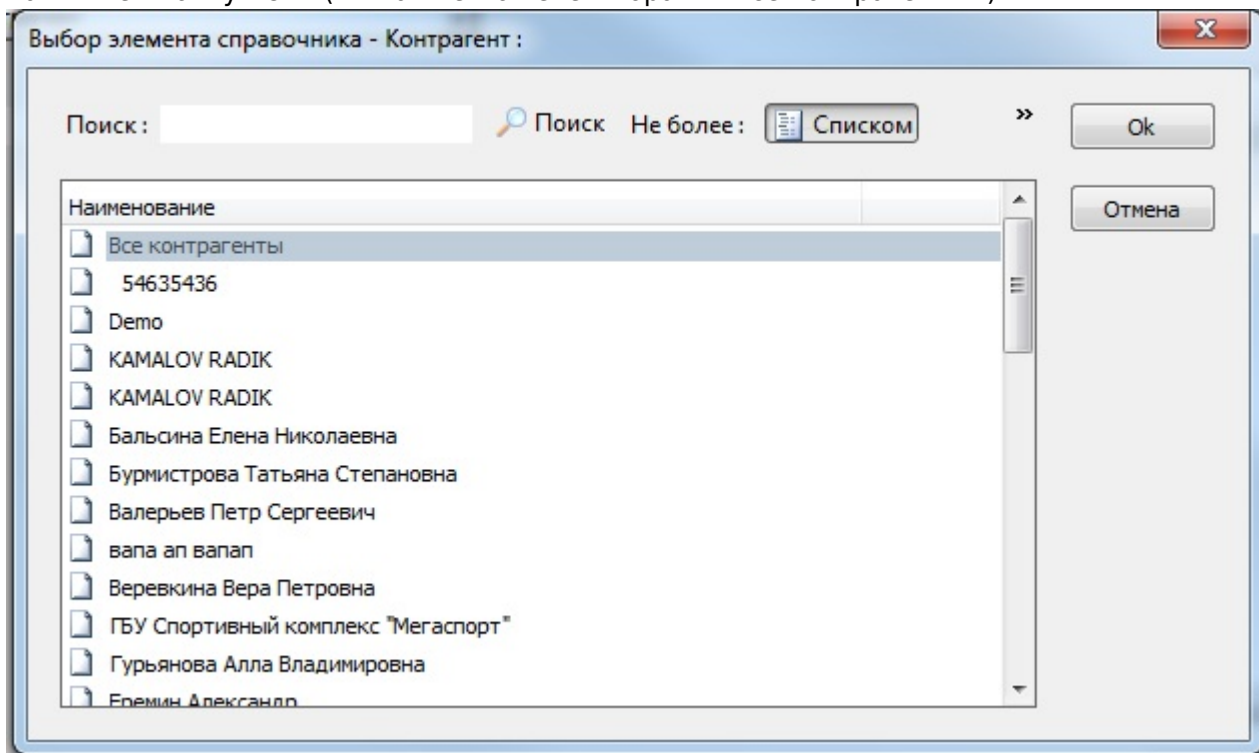 Выбор элемента справочника - Контрагент :
Поиск : Поиск Не более : Списком » Ok
Отмена
Наименование
Все контрагенты
54635436
Demo
KAMALOV RADIK
KAMALOV RADIK
Бальсина Елена Николаевна
Бурмистрова Татьяна Степановна
Валерьев Петр Сергеевич
вапа ап вапап
Веревкина Вера Петровна
ГБУ Спортивный комплекс "Мегаспорт"
Гурьянова Алла Владимировна
Еремин Александр